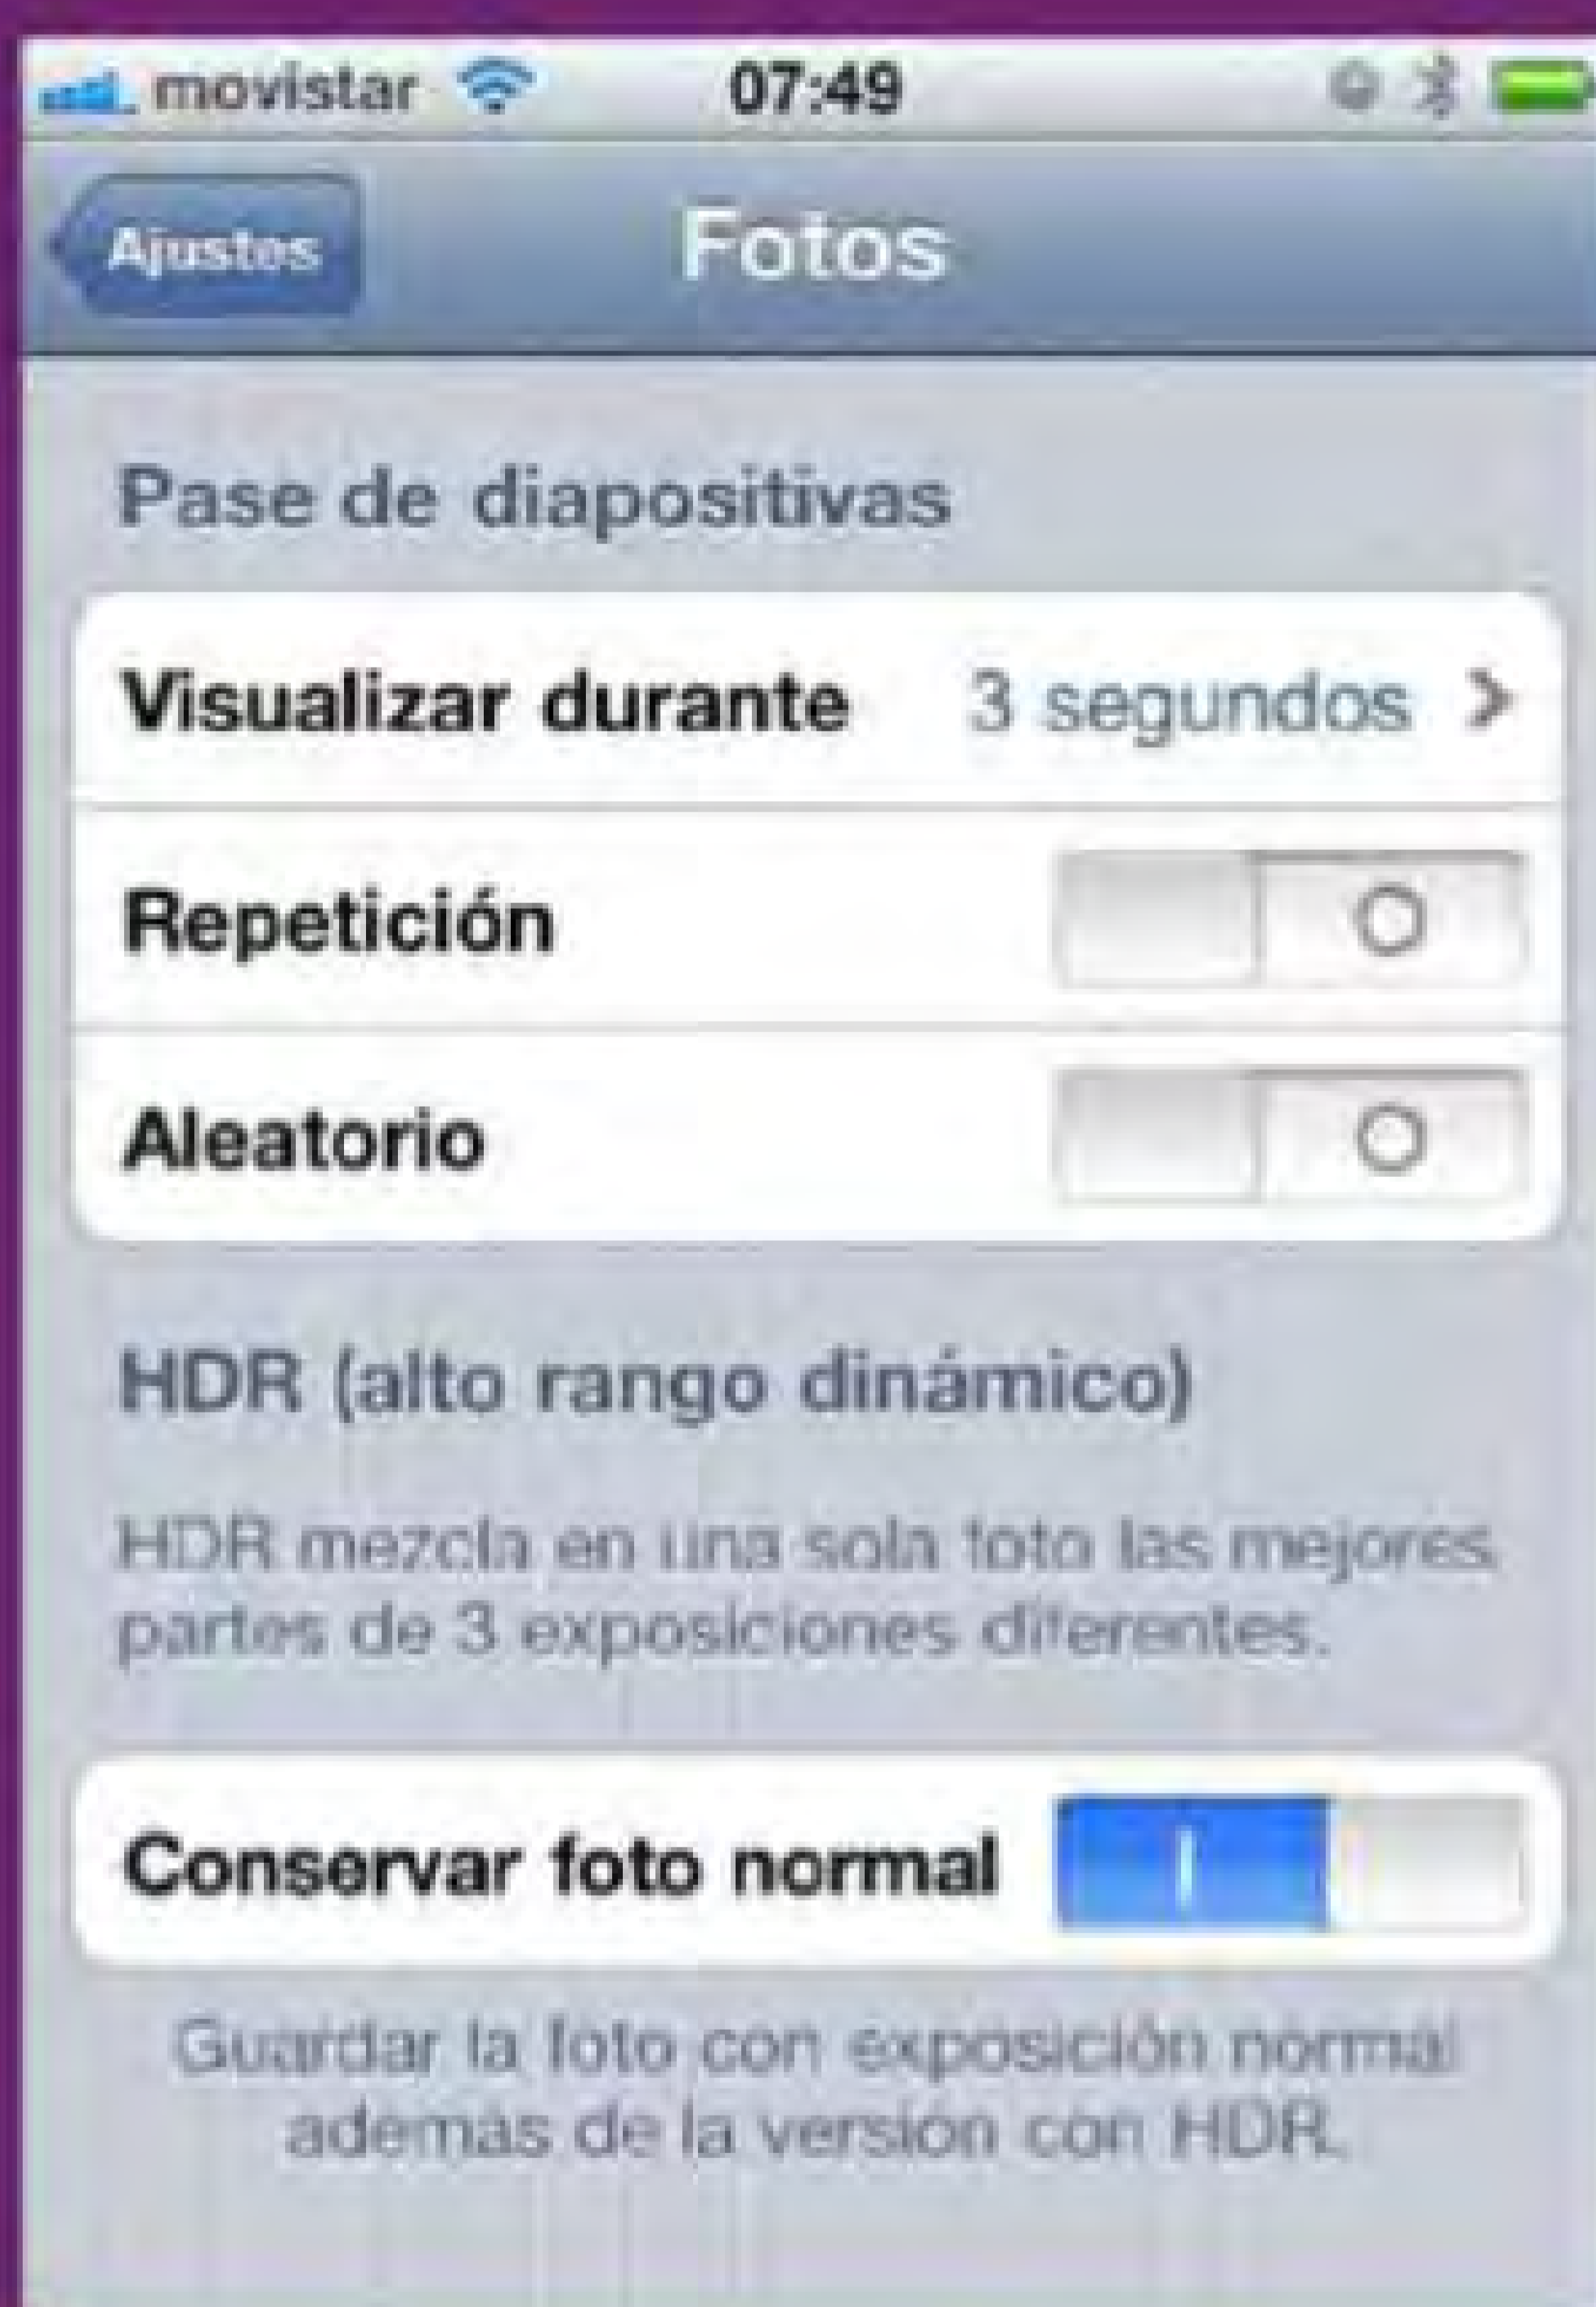 movistar 07:49
Ajustes Fotos
Pase de diapositivas
Visualizar durante 3 segundos
Repetición
Aleatorio
HDR (alto rango dinámico)
HDR mezcla en una sola foto las mejores
partes de 3 exposiciones diferentes.
Conservar foto normal
Guardar la foto con exposición normal
además de la versión con HDR.